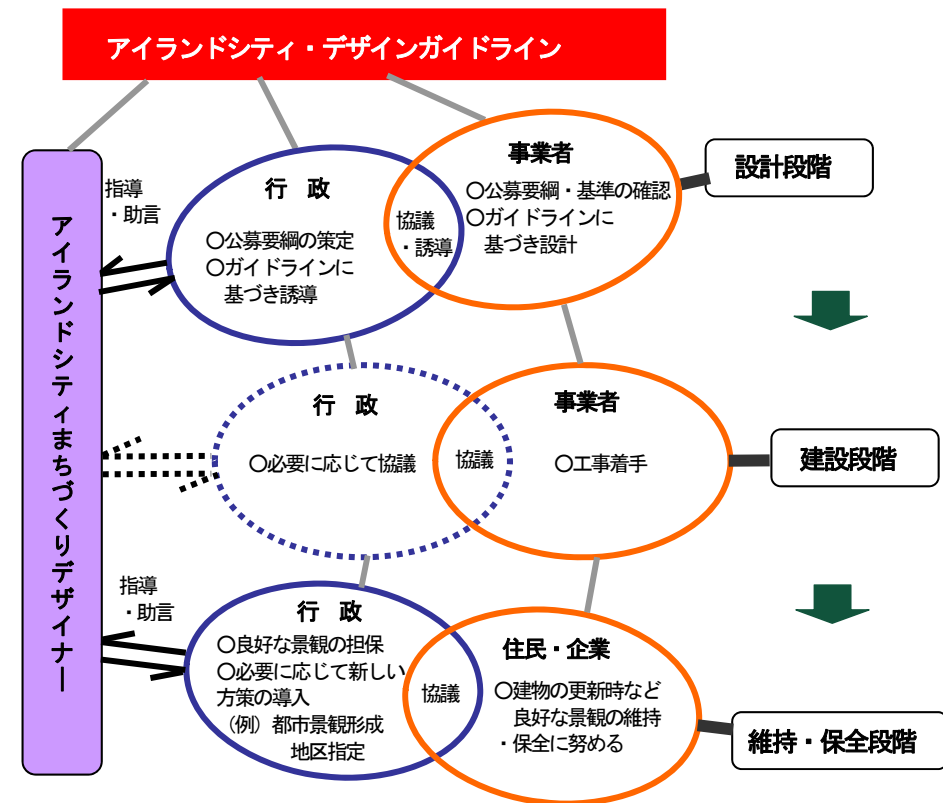 アイランドシティ・デザインガイドライン
アイランドシティまちづくりデザイナー
指導
・助言
行 政
〇公募要綱の策定
〇ガイドラインに
基づき誘導
協議
・誘導
事業者
〇公募要綱・基準の確認
〇ガイドラインに
基づき設計
設計段階
行 政
〇必要に応じて協議
協議
事業者
〇工事着手
建設段階
指導
・助言
行 政
〇良好な景観の担保
〇必要に応じて新しい
方策の導入
(例)都市景観形成
地区指定
協議
住民・企業
〇建物の更新時など
良好な景観の維持
・保全に努める
維持・保全段階